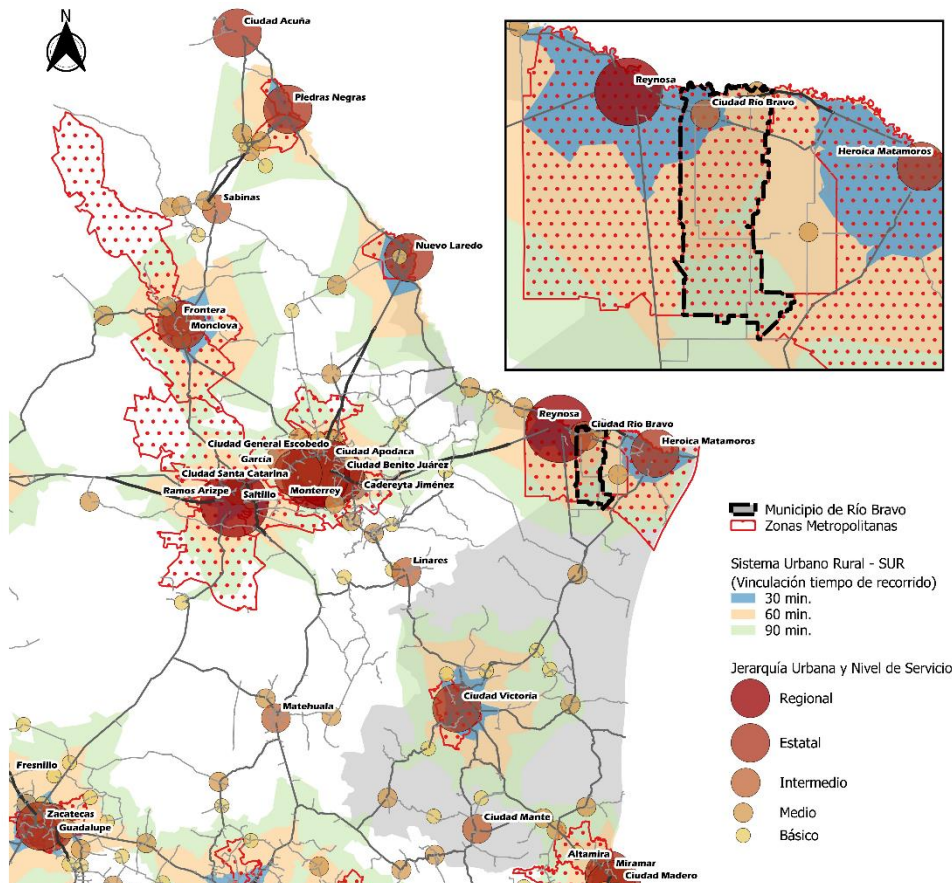 N
Ciudad Acuña
Piedras Negras
Sabinas
Nuevo Laredo
Frontera
Monclova
Ciudad General Escobedo
Ciudad Apodaca
García
Ciudad Benito Juárez
Ciudad Santa Catarina
Cadereyta Jiménez
Ramos Arizpe
Saltillo
Monterrey
Reynosa
Ciudad Río Bravo
Heroica Matamoros
Linares
Matehuala
Ciudad Victoria
Fresnillo
Zacatecas
Guadalupe
Ciudad Mante
Altamira
Miramar
Ciudad Madero
Reynosa
Ciudad Río Bravo
Heroica Matamoros
Municipio de Río Bravo
Zonas Metropolitanas
Sistema Urbano Rural - SUR
(Vinculación tiempo de recorrido)
30 min.
60 min.
90 min.
Jerarquía Urbana y Nivel de Servicio
Regional
Estatal
Intermedio
Medio
Básico